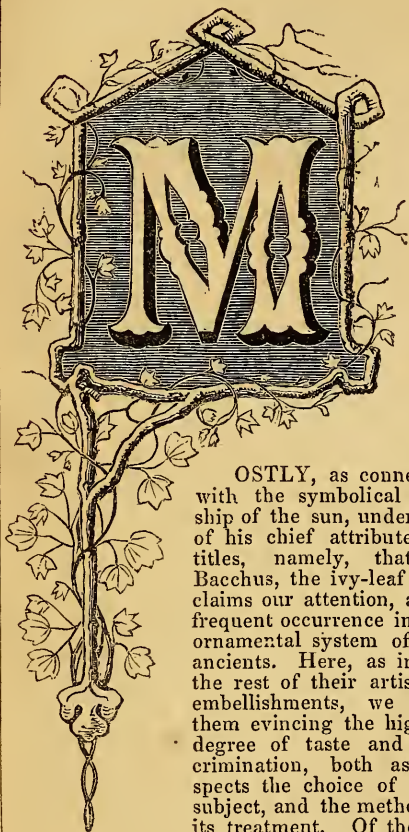 M
OSTLY, as conne
with the symbolical
ship of the sun, under
of his chief attribute
titles, namely, that
Bacchus, the ivy-leaf
claims our attention, a
frequent occurrence in
ornamental system of
ancients. Here, as in
the rest of their artis
embellishments, we
them evincing the hig
degree of taste and
crimination, both as
spects the choice of
subject, and the metho
its treatment. Of the